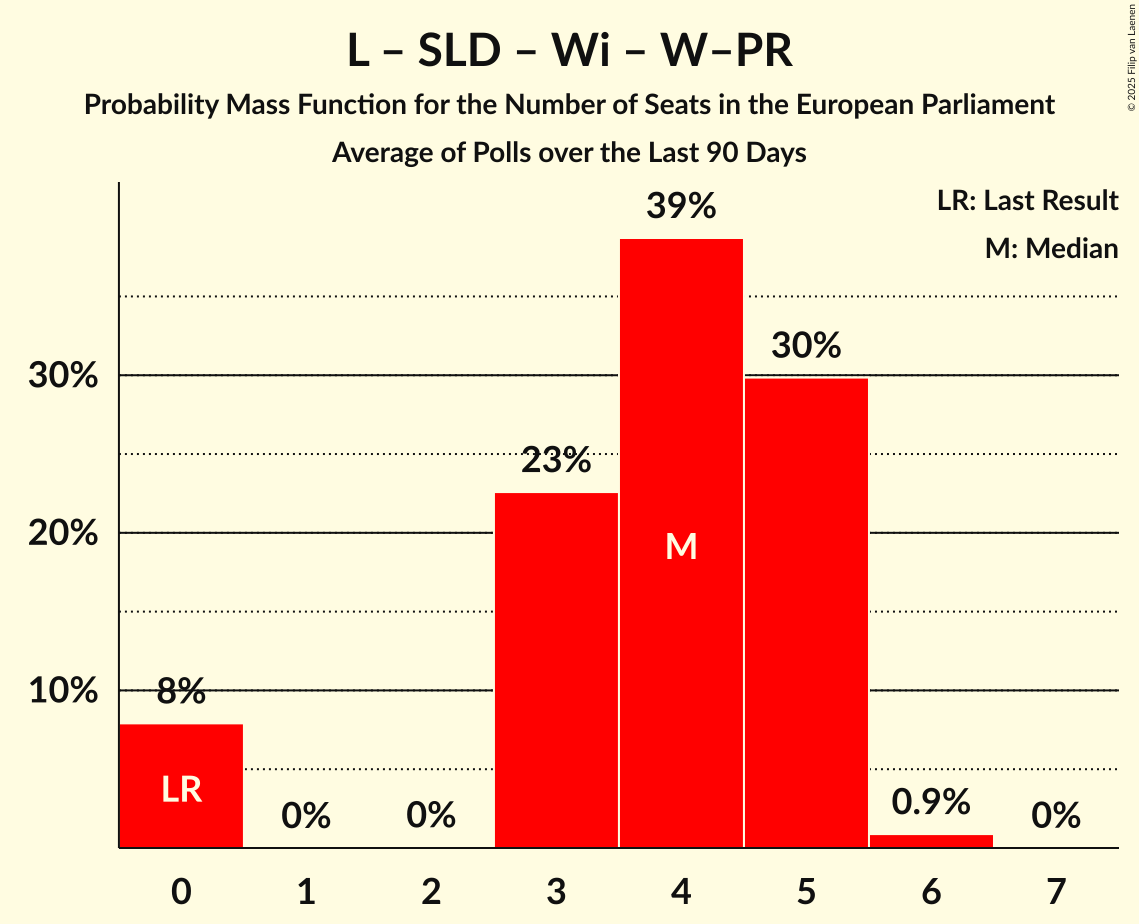 L – SLD – Wi – W–PR
Probability Mass Function for the Number of Seats in the European Parliament
Average of Polls over the Last 90 Days
© 2025 Filip van Laenen
LR: Last Result
M: Median
39%
30%
30%
23%
M
20%
10%
8%
LR
0%
0%
0.9%
0%
0 1 2 3 4 5 6 7